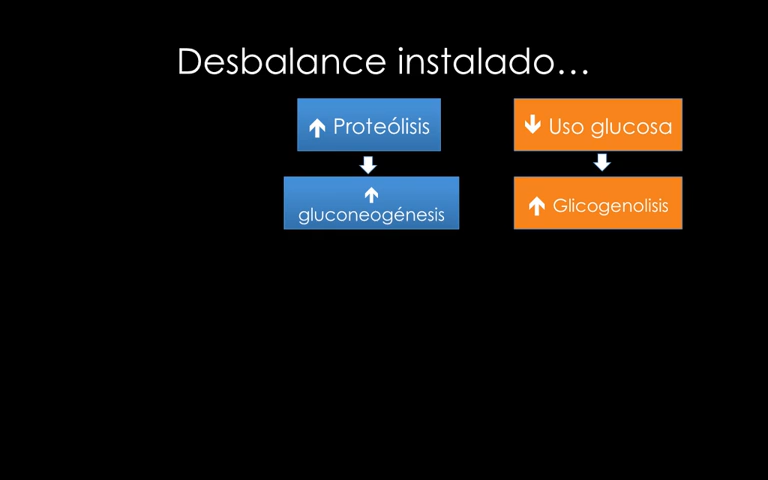 Desbalance instalado...
↑ Proteólisis
↓ Uso glucosa
↑
gluconeogénesis
↑ Glicogenolisis